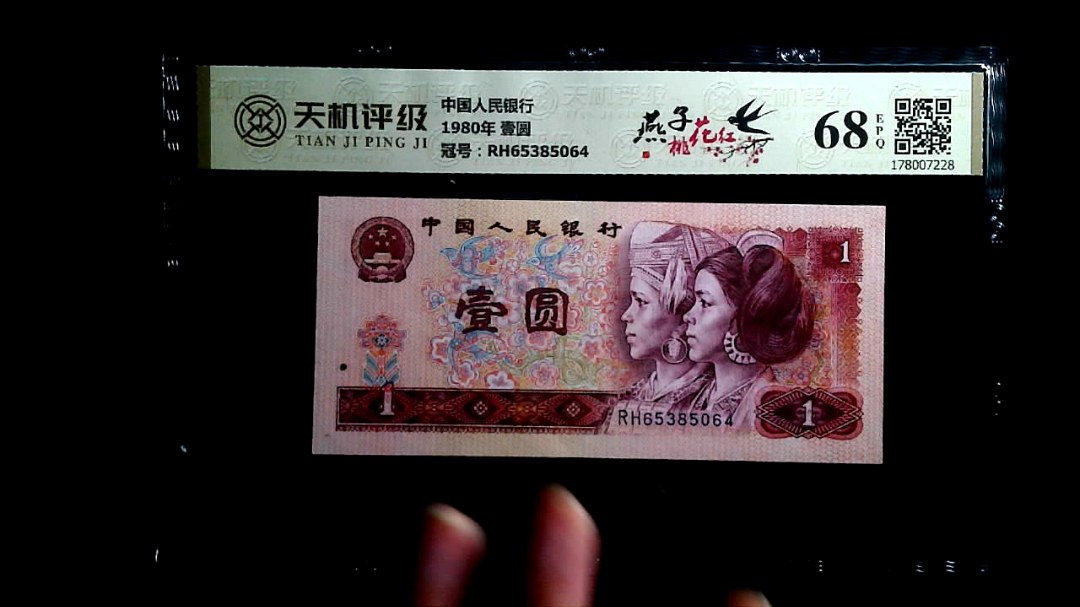 天机评级
TIAN JI PING JI
中国人民银行
1980年 壹圆
冠号：RH65385064
燕子
桃花红
68
EPQ
178007228
中国人民银行
壹圆
1
1
RH65385064
1